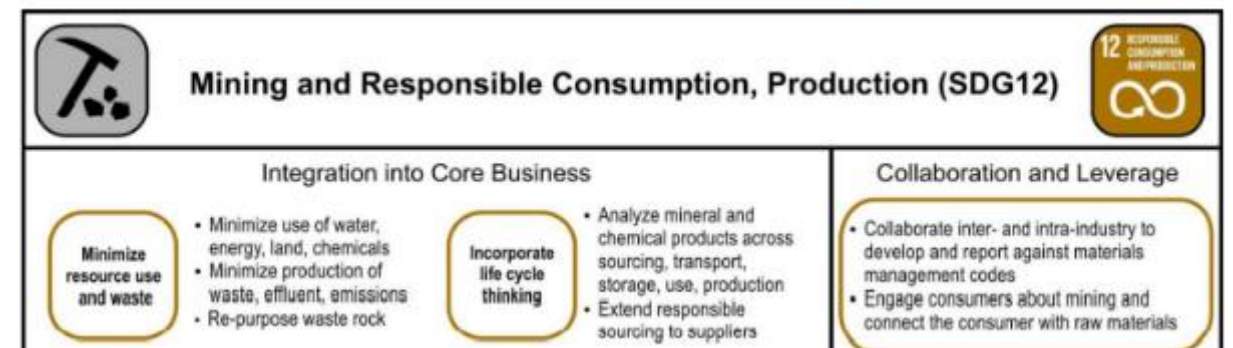 Mining and Responsible Consumption, Production (SDG12)
12 RESPONSIBLE
CONSUMPTION
AND PRODUCTION
Integration into Core Business
Minimize
resource use
and waste
• Minimize use of water,
energy, land, chemicals
• Minimize production of
waste, effluent, emissions
• Re-purpose waste rock
Incorporate
life cycle
thinking
• Analyze mineral and
chemical products across
sourcing, transport,
storage, use, production
• Extend responsible
sourcing to suppliers
Collaboration and Leverage
• Collaborate inter- and intra-industry to
develop and report against materials
management codes
• Engage consumers about mining and
connect the consumer with raw materials